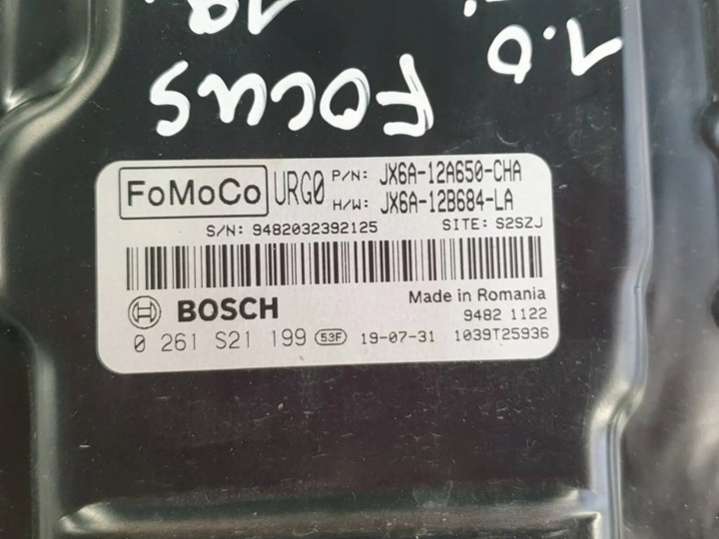 19.
1.0
FOCUS
FoMoCo URG0 P/N: JX6A-12A650-CHA
H/W: JX6A-12B684-LA
S/N: 9482032392125 SITE: S2SZJ
BOSCH Made in Romania
9482 1122
0 261 S21 199 53F 19-07-31 1039T25936